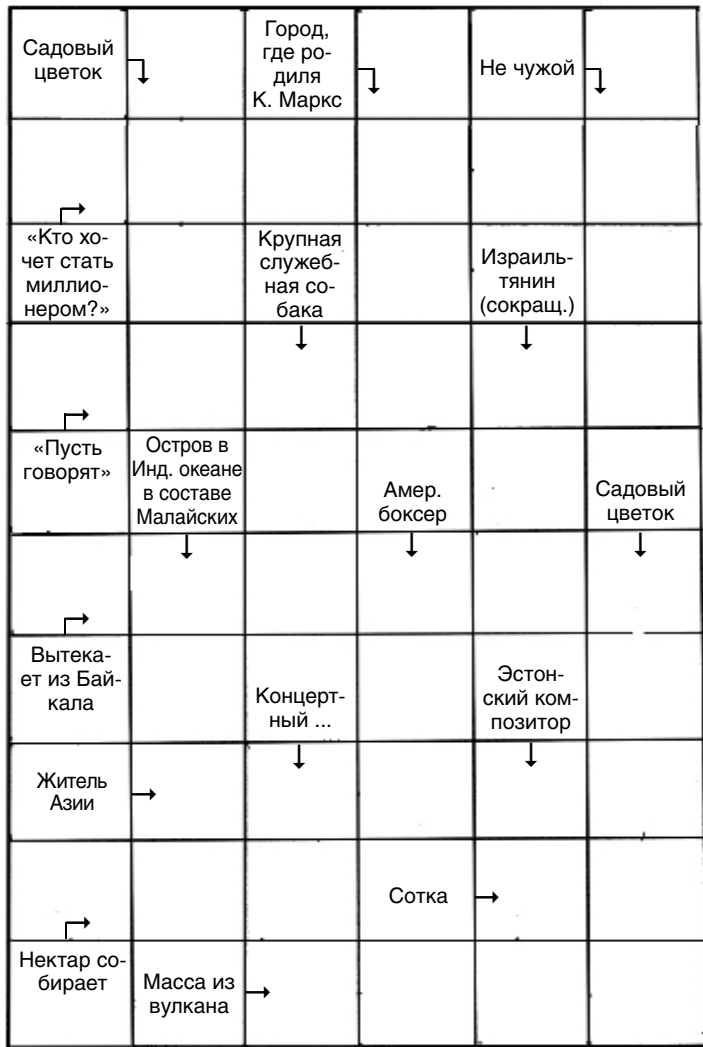 Садовый
цветок
Город,
где ро-
диля
К. Маркс
Не чужой
«Кто хо-
чет стать
миллио-
нером?»
Крупная
служеб-
ная со-
бака
Израиль-
тянин
(сокращ.)
«Пусть
говорят»
Остров в
Инд. океане
в составе
Малайских
Амер.
боксер
Садовый
цветок
Вытека-
ет из Бай-
кала
Концерт-
ный ...
Эстон-
ский ком-
позитор
Житель
Азии
Сотка
Нектар со-
бирает
Масса из
вулкана